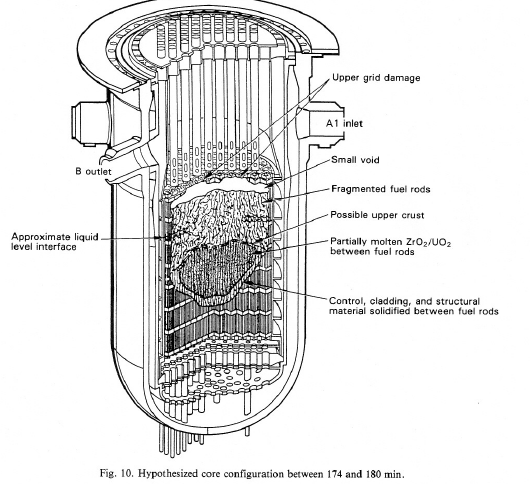 Upper grid damage
A1 inlet
Small void
B outlet
Fragmented fuel rods
Possible upper crust
Approximate liquid
level interface
Partially molten ZrO₂/UO₂
between fuel rods
Control, cladding, and structural
material solidified between fuel rods
Fig. 10. Hypothesized core configuration between 174 and 180 min.